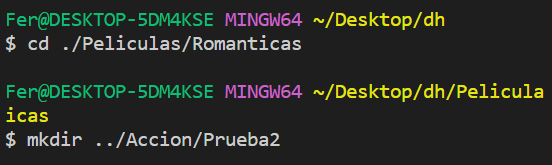 Fer@DESKTOP-5DM4KSE MINGW64 ~/Desktop/dh
$ cd ./Peliculas/Romanticas
Fer@DESKTOP-5DM4KSE MINGW64 ~/Desktop/dh/Pelicula
icas
$ mkdir ../Accion/Prueba2